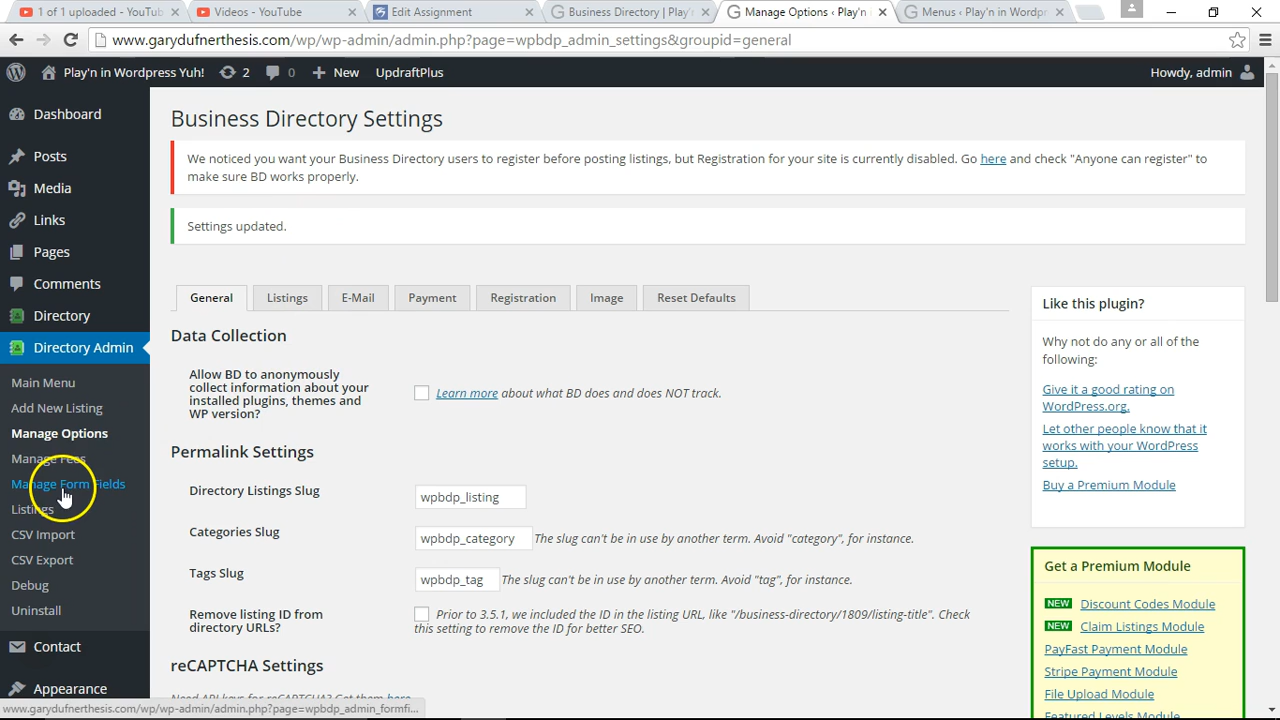 1 of 1 uploaded - YouTub
Videos - YouTube
Edit Assignment
Business Directory | Play'
Manage Options ‹ Play'n i
Menus ‹ Play'n in Wordpr
www.garydufnerthesis.com/wp/wp-admin/admin.php?page=wpbdp_admin_settings&groupid=general
Play'n in Wordpress Yuh!
2
0
New
UpdraftPlus
Howdy, admin
Dashboard
Posts
Media
Links
Pages
Comments
Directory
Directory Admin
Main Menu
Add New Listing
Manage Options
Manage Fees
Manage Form Fields
Listings
CSV Import
CSV Export
Debug
Uninstall
Contact
Appearance
Business Directory Settings
We noticed you want your Business Directory users to register before posting listings, but Registration for your site is currently disabled. Go here and check "Anyone can register" to
make sure BD works properly.
Settings updated.
General
Listings
E-Mail
Payment
Registration
Image
Reset Defaults
Data Collection
Allow BD to anonymously
collect information about your
installed plugins, themes and
WP version?
Learn more about what BD does and does NOT track.
Permalink Settings
Directory Listings Slug
wpbdp_listing
Categories Slug
wpbdp_category
The slug can't be in use by another term. Avoid "category", for instance.
Tags Slug
wpbdp_tag
The slug can't be in use by another term. Avoid "tag", for instance.
Remove listing ID from
directory URLs?
Prior to 3.5.1, we included the ID in the listing URL, like "/business-directory/1809/listing-title". Check
this setting to remove the ID for better SEO.
reCAPTCHA Settings
Need API keys for reCAPTCHA? Get them here.
Like this plugin?
Why not do any or all of the
following:
Give it a good rating on
WordPress.org.
Let other people know that it
works with your WordPress
setup.
Buy a Premium Module
Get a Premium Module
NEW Discount Codes Module
NEW Claim Listings Module
PayFast Payment Module
Stripe Payment Module
File Upload Module
Featured Levels Module
www.garydufnerthesis.com/wp/wp-admin/admin.php?page=wpbdp_admin_formfi...